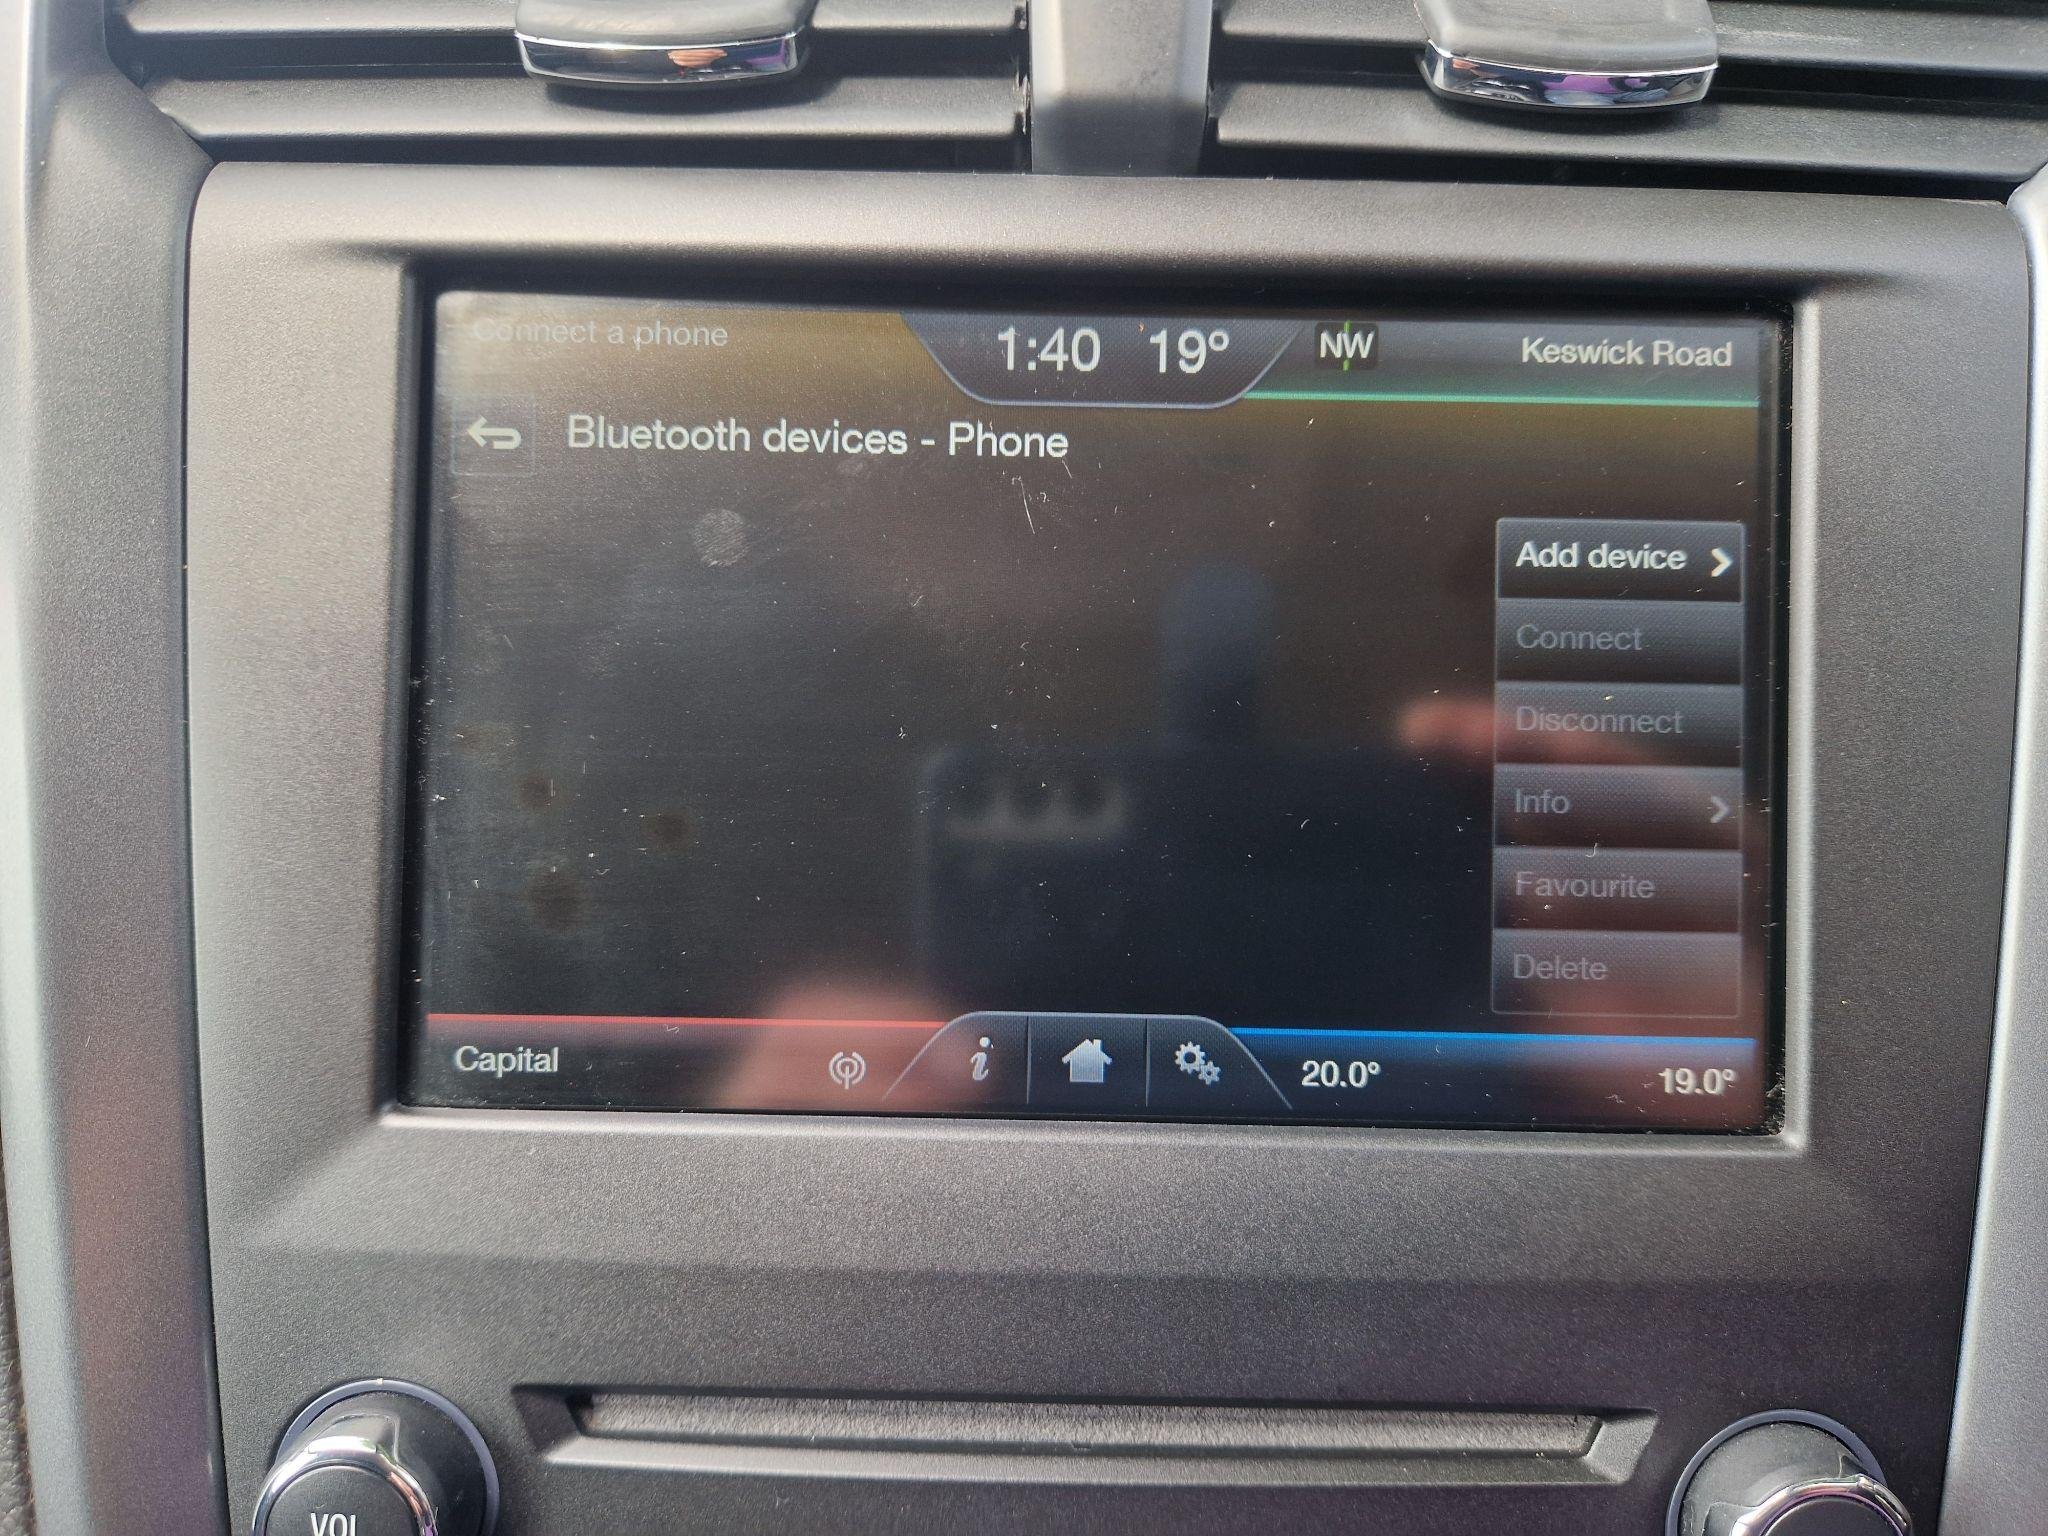 Connect a phone
1:40 19°
NW
Keswick Road
Bluetooth devices - Phone
Add device
Connect
Disconnect
Info
Favourite
Delete
Capital
i
20.0°
19.0°
VOL